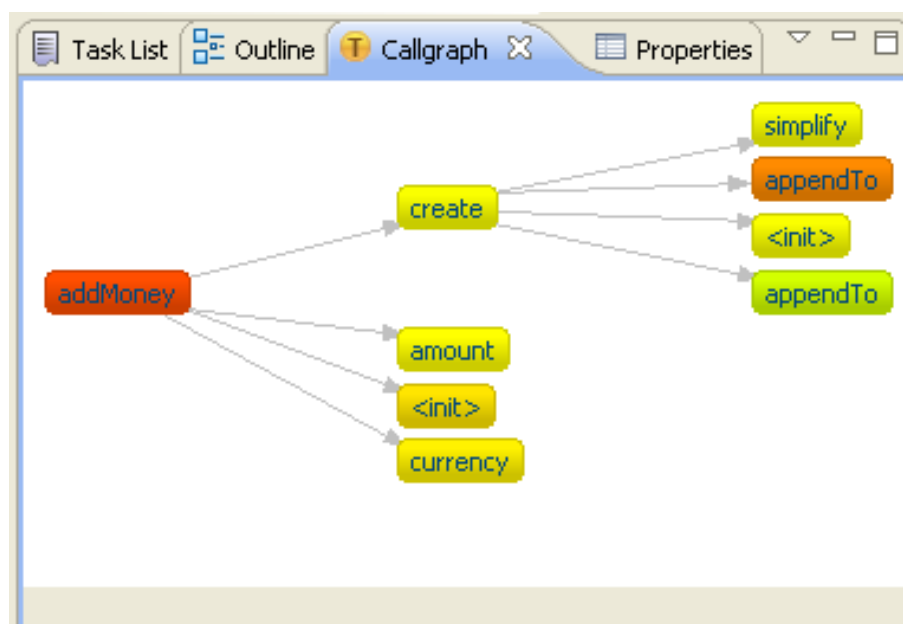 Task List Outline Callgraph Properties
simplify
appendTo
create
<init>
addMoney
appendTo
amount
<init>
currency